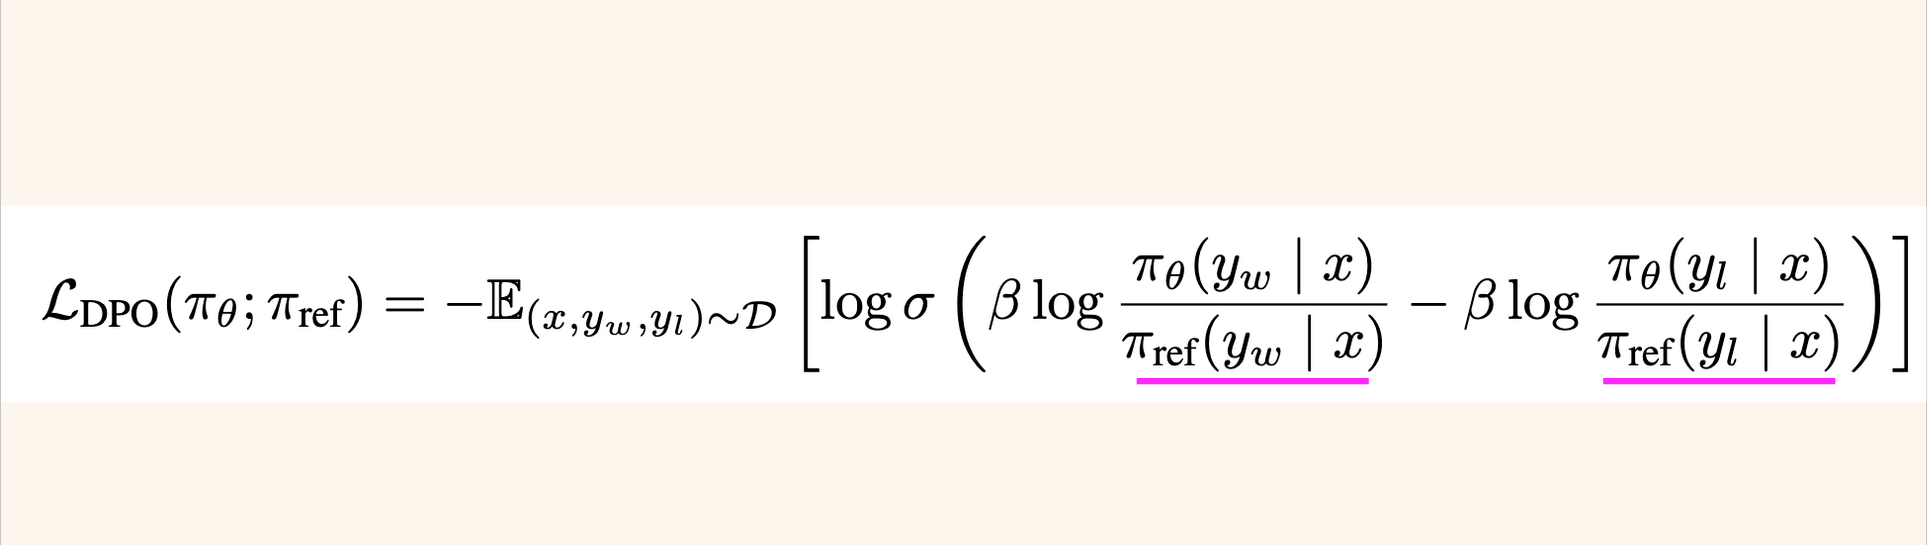 ℒ_DPO(π_θ; π_ref) = −𝔼_(x,y_w,y_l)∼𝒟 [log σ (β log π_θ(y_w | x) / π_ref(y_w | x) − β log π_θ(y_l | x) / π_ref(y_l | x))]